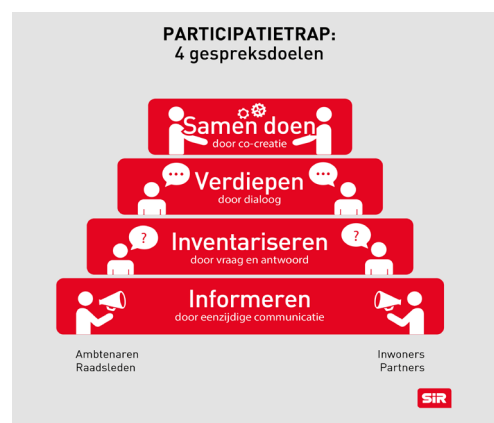 PARTICIPATIETRAP:
4 gespreksdoelen
Samen doen
door co-creatie
Verdiepen
door dialoog
?
?
Inventariseren
door vraag en antwoord
Informeren
door eenzijdige communicatie
Ambtenaren
Raadsleden
Inwoners
Partners
SiR